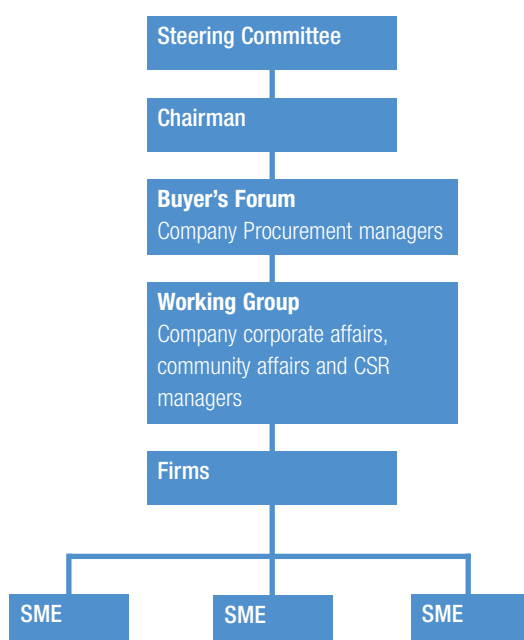 Steering Committee
Chairman
Buyer’s Forum
Company Procurement managers
Working Group
Company corporate affairs,
community affairs and CSR
managers
Firms
SME
SME
SME